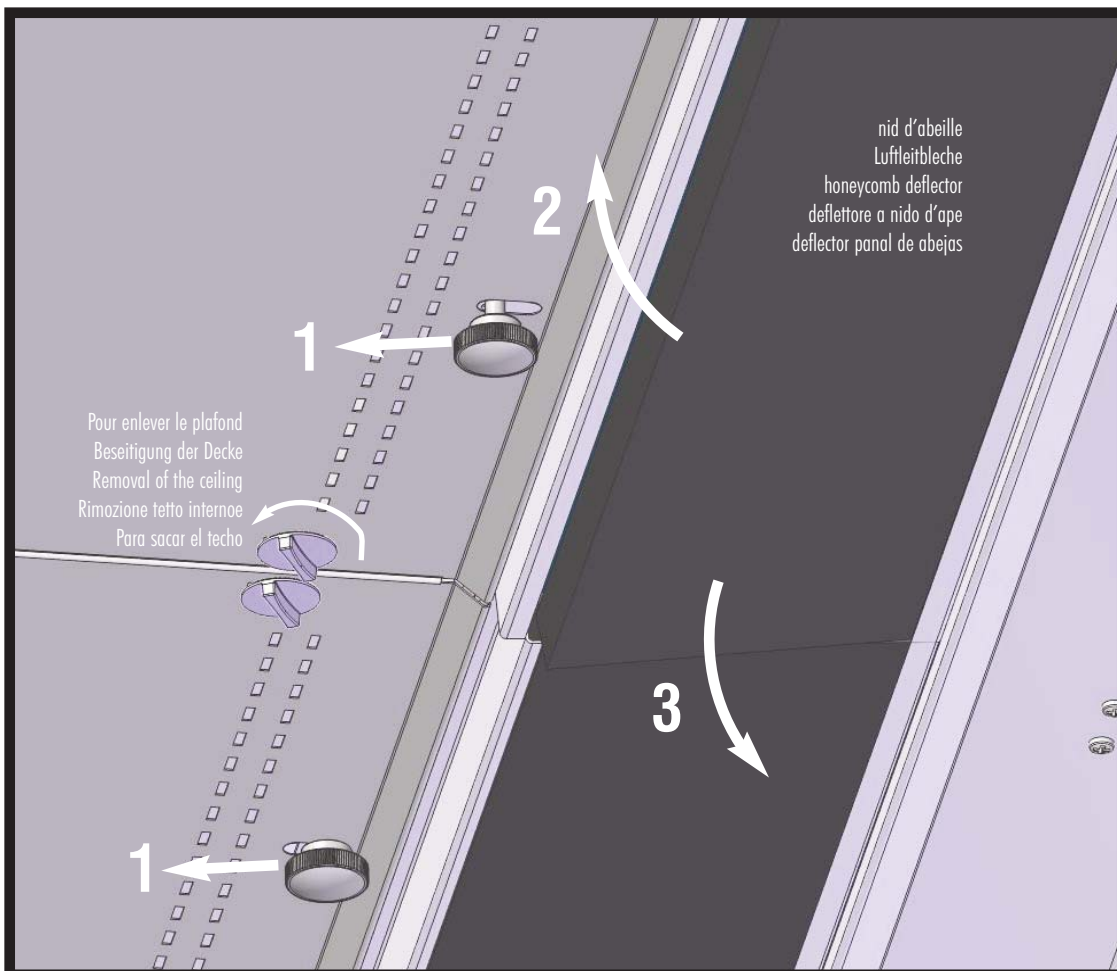 nid d’abeille
Luftleitbleche
honeycomb deflector
deflettore a nido d’ape
deflector panal de abejas
2
1
Pour enlever le plafond
Beseitigung der Decke
Removal of the ceiling
Rimozione tetto internoe
Para sacar el techo
3
1